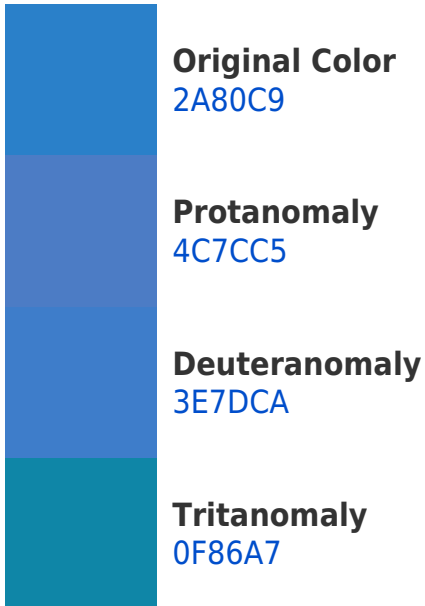 Original Color
2A80C9
Protanomaly
4C7CC5
Deuteranomaly
3E7DCA
Tritanomaly
0F86A7